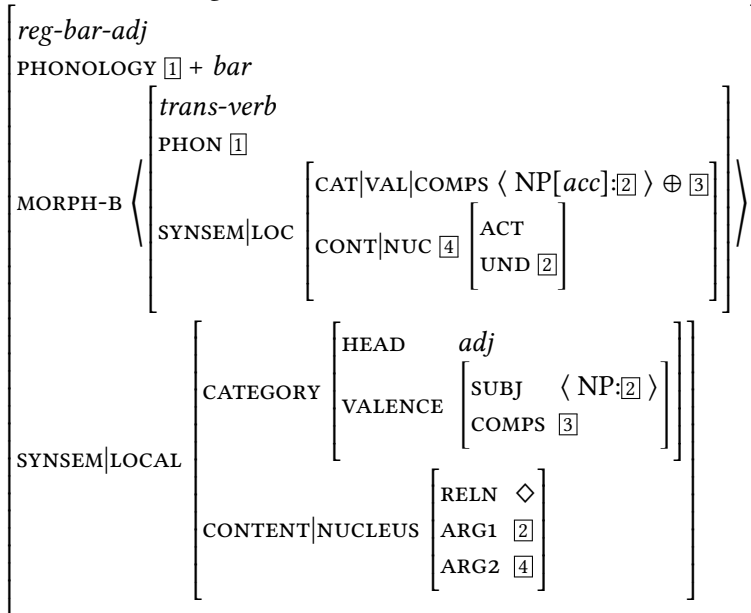 reg-bar-adj
PHONOLOGY 1 + bar
trans-verb
PHON 1
MORPH-B ⟨ SYNSEM|LOC CAT|VAL|COMPS ⟨ NP[acc]:2 ⟩ ⊕ 3 ⟩
CONT|NUC 4 ACT
UND 2
HEAD adj
CATEGORY VALENCE SUBJ ⟨ NP:2 ⟩
COMPS 3
SYNSEM|LOCAL
RELN ◇
CONTENT|NUCLEUS ARG1 2
ARG2 4